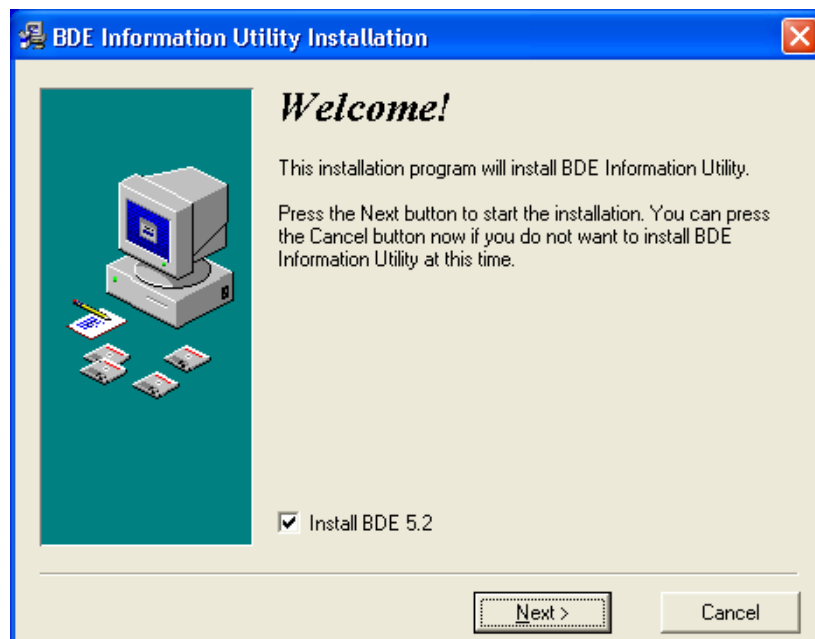 BDE Information Utility Installation
Welcome!
This installation program will install BDE Information Utility.
Press the Next button to start the installation. You can press
the Cancel button now if you do not want to install BDE
Information Utility at this time.
Install BDE 5.2
Next >
Cancel